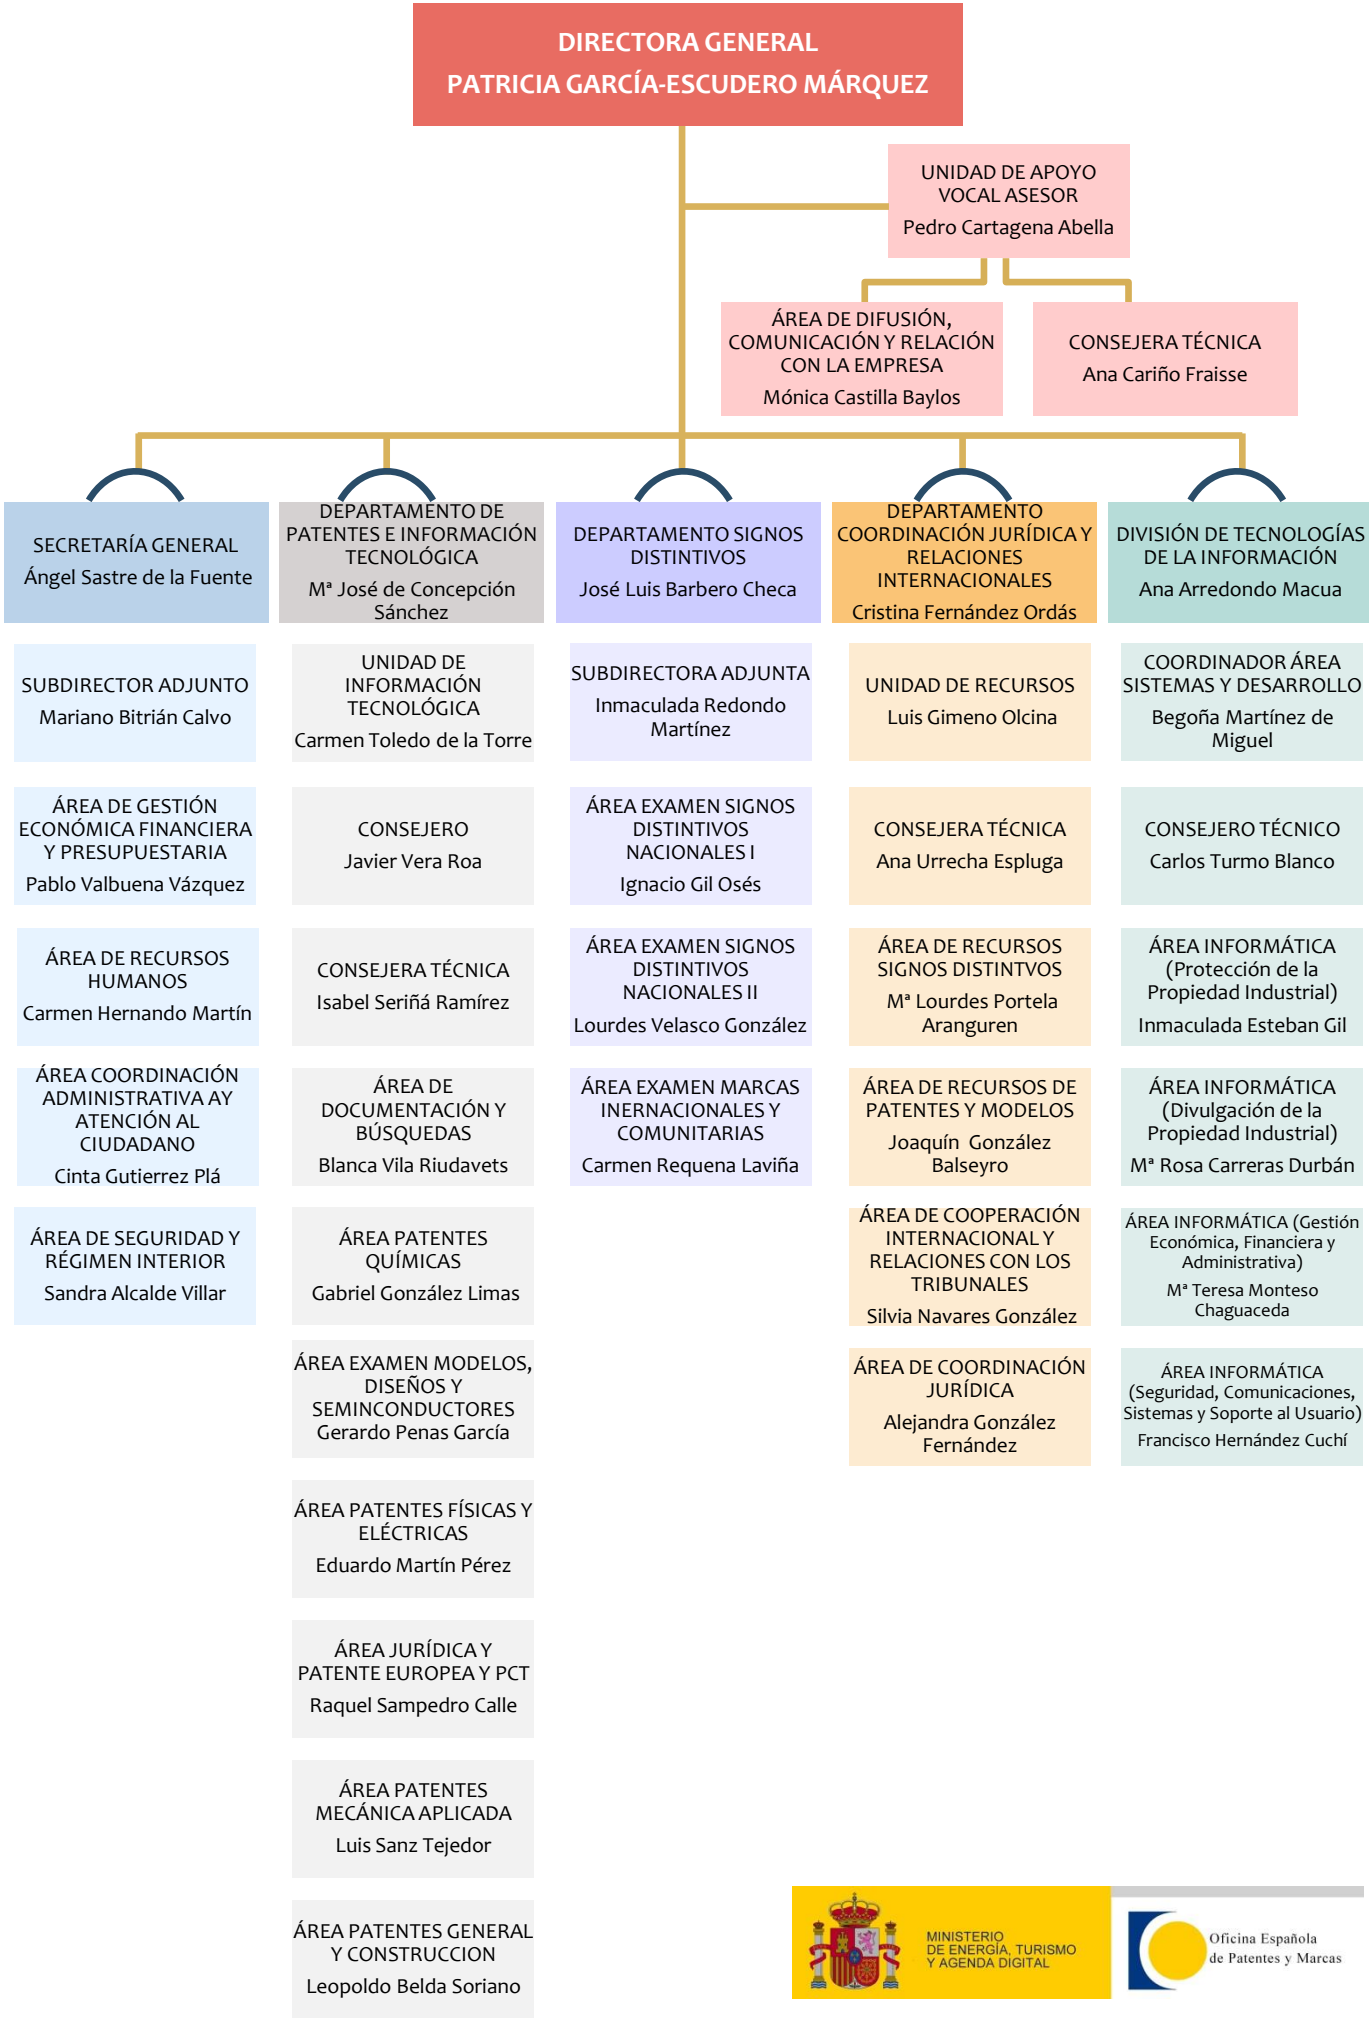 DIRECTORA GENERAL
PATRICIA GARCÍA-ESCUDERO MÁRQUEZ
UNIDAD DE APOYO
VOCAL ASESOR
Pedro Cartagena Abella
ÁREA DE DIFUSIÓN,
COMUNICACIÓN Y RELACIÓN
CON LA EMPRESA
Mónica Castilla Baylos
CONSEJERA TÉCNICA
Ana Cariño Fraisse
SECRETARÍA GENERAL
Ángel Sastre de la Fuente
SUBDIRECTOR ADJUNTO
Mariano Bitrián Calvo
ÁREA DE GESTIÓN
ECONÓMICA FINANCIERA
Y PRESUPUESTARIA
Pablo Valbuena Vázquez
ÁREA DE RECURSOS
HUMANOS
Carmen Hernando Martín
ÁREA COORDINACIÓN
ADMINISTRATIVA AY
ATENCIÓN AL
CIUDADANO
Cinta Gutierrez Plá
ÁREA DE SEGURIDAD Y
RÉGIMEN INTERIOR
Sandra Alcalde Villar
DEPARTAMENTO DE
PATENTES E INFORMACIÓN
TECNOLÓGICA
Mª José de Concepción
Sánchez
UNIDAD DE
INFORMACIÓN
TECNOLÓGICA
Carmen Toledo de la Torre
CONSEJERO
Javier Vera Roa
CONSEJERA TÉCNICA
Isabel Seriñá Ramírez
ÁREA DE
DOCUMENTACIÓN Y
BÚSQUEDAS
Blanca Vila Riudavets
ÁREA PATENTES
QUÍMICAS
Gabriel González Limas
ÁREA EXAMEN MODELOS,
DISEÑOS Y
SEMINCONDUCTORES
Gerardo Penas García
ÁREA PATENTES FÍSICAS Y
ELÉCTRICAS
Eduardo Martín Pérez
ÁREA JURÍDICA Y
PATENTE EUROPEA Y PCT
Raquel Sampedro Calle
ÁREA PATENTES
MECÁNICA APLICADA
Luis Sanz Tejedor
ÁREA PATENTES GENERAL
Y CONSTRUCCION
Leopoldo Belda Soriano
DEPARTAMENTO SIGNOS
DISTINTIVOS
José Luis Barbero Checa
SUBDIRECTORA ADJUNTA
Inmaculada Redondo
Martínez
ÁREA EXAMEN SIGNOS
DISTINTIVOS
NACIONALES I
Ignacio Gil Osés
ÁREA EXAMEN SIGNOS
DISTINTIVOS
NACIONALES II
Lourdes Velasco González
ÁREA EXAMEN MARCAS
INERNACIONALES Y
COMUNITARIAS
Carmen Requena Laviña
DEPARTAMENTO
COORDINACIÓN JURÍDICA Y
RELACIONES
INTERNACIONALES
Cristina Fernández Ordás
UNIDAD DE RECURSOS
Luis Gimeno Olcina
CONSEJERA TÉCNICA
Ana Urrecha Espluga
ÁREA DE RECURSOS
SIGNOS DISTINTVOS
Mª Lourdes Portela
Aranguren
ÁREA DE RECURSOS DE
PATENTES Y MODELOS
Joaquín González
Balseyro
ÁREA DE COOPERACIÓN
INTERNACIONAL Y
RELACIONES CON LOS
TRIBUNALES
Silvia Navares González
ÁREA DE COORDINACIÓN
JURÍDICA
Alejandra González
Fernández
DIVISIÓN DE TECNOLOGÍAS
DE LA INFORMACIÓN
Ana Arredondo Macua
COORDINADOR ÁREA
SISTEMAS Y DESARROLLO
Begoña Martínez de
Miguel
CONSEJERO TÉCNICO
Carlos Turmo Blanco
ÁREA INFORMÁTICA
(Protección de la
Propiedad Industrial)
Inmaculada Esteban Gil
ÁREA INFORMÁTICA
(Divulgación de la
Propiedad Industrial)
Mª Rosa Carreras Durbán
ÁREA INFORMÁTICA (Gestión
Económica, Financiera y
Administrativa)
Mª Teresa Monteso
Chaguaceda
ÁREA INFORMÁTICA
(Seguridad, Comunicaciones,
Sistemas y Soporte al Usuario)
Francisco Hernández Cuchí
MINISTERIO
DE ENERGÍA, TURISMO
Y AGENDA DIGITAL
Oficina Española
de Patentes y Marcas